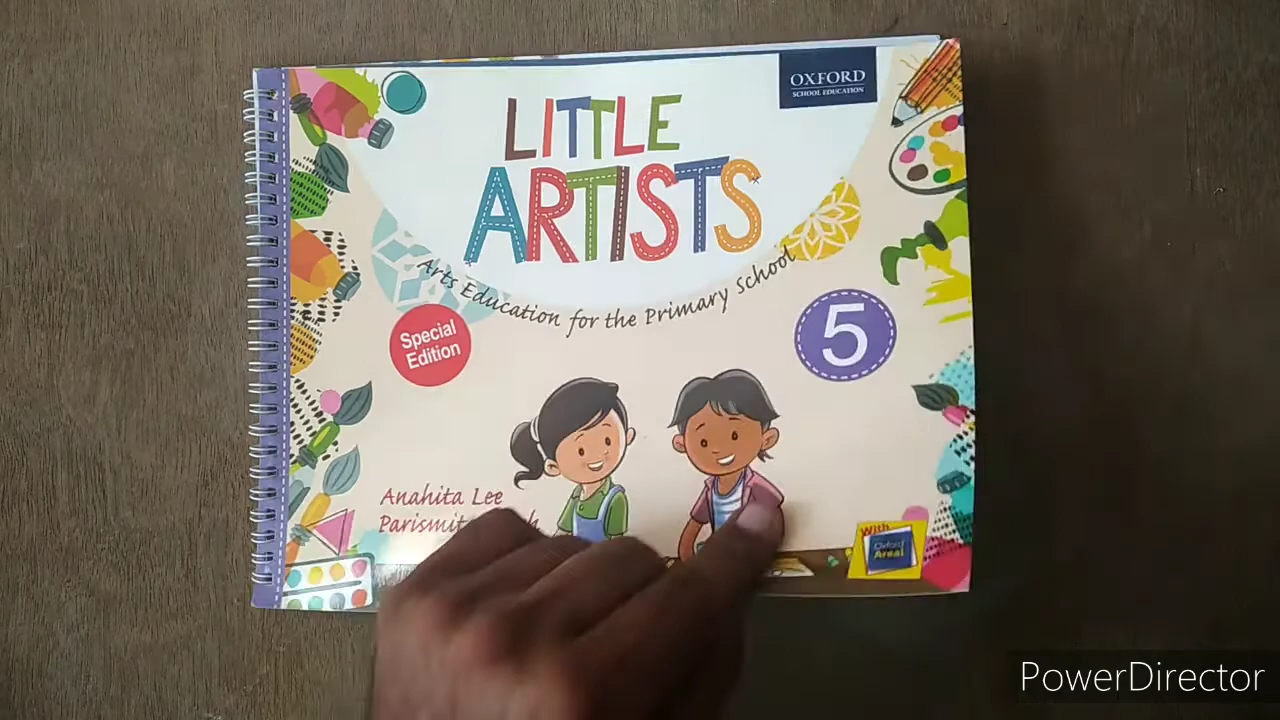 OXFORD
SCHOOL EDUCATION
LITTLE
ARTISTS
Arts Education for the Primary School
Special
Edition
5
Anahita Lee
With
Oxford
Areal
PowerDirector